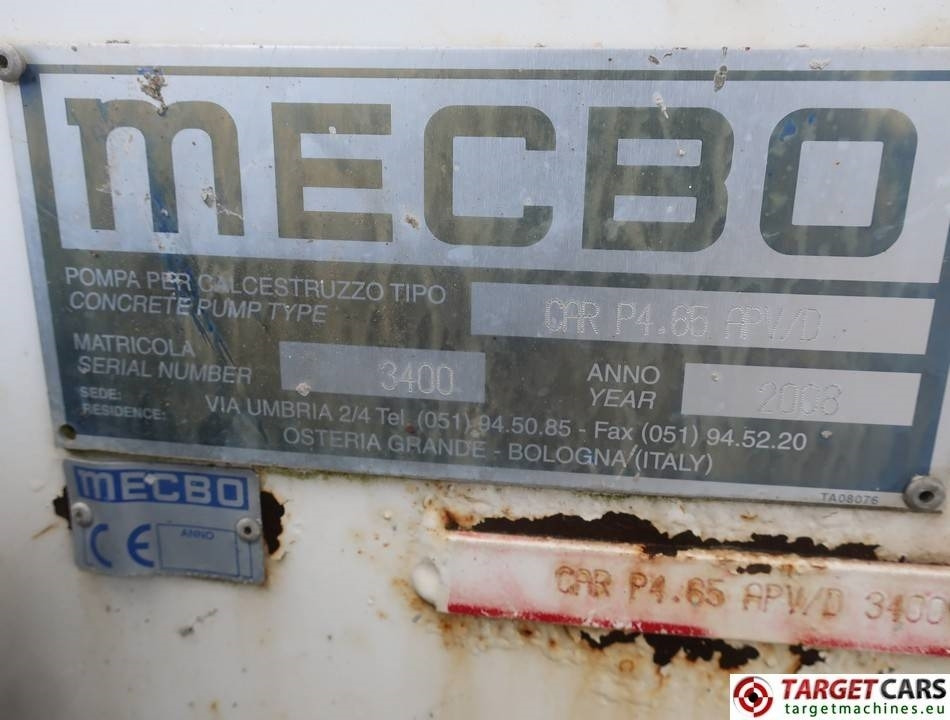 MECBO
POMPA PER CALCESTRUZZO TIPO
CONCRETE PUMP TYPE
CAR P4.65 APV/D
MATRICOLA
SERIAL NUMBER
3400
ANNO
YEAR
2008
SEDE:
RESIDENCE:
VIA UMBRIA 2/4 Tel. (051) 94.50.85 - Fax (051) 94.52.20
OSTERIA GRANDE - BOLOGNA (ITALY)
TA08076
MECBO
CE
ANNO
CAR P4.65 APV/D 3400
TARGETCARS
targetmachines.eu